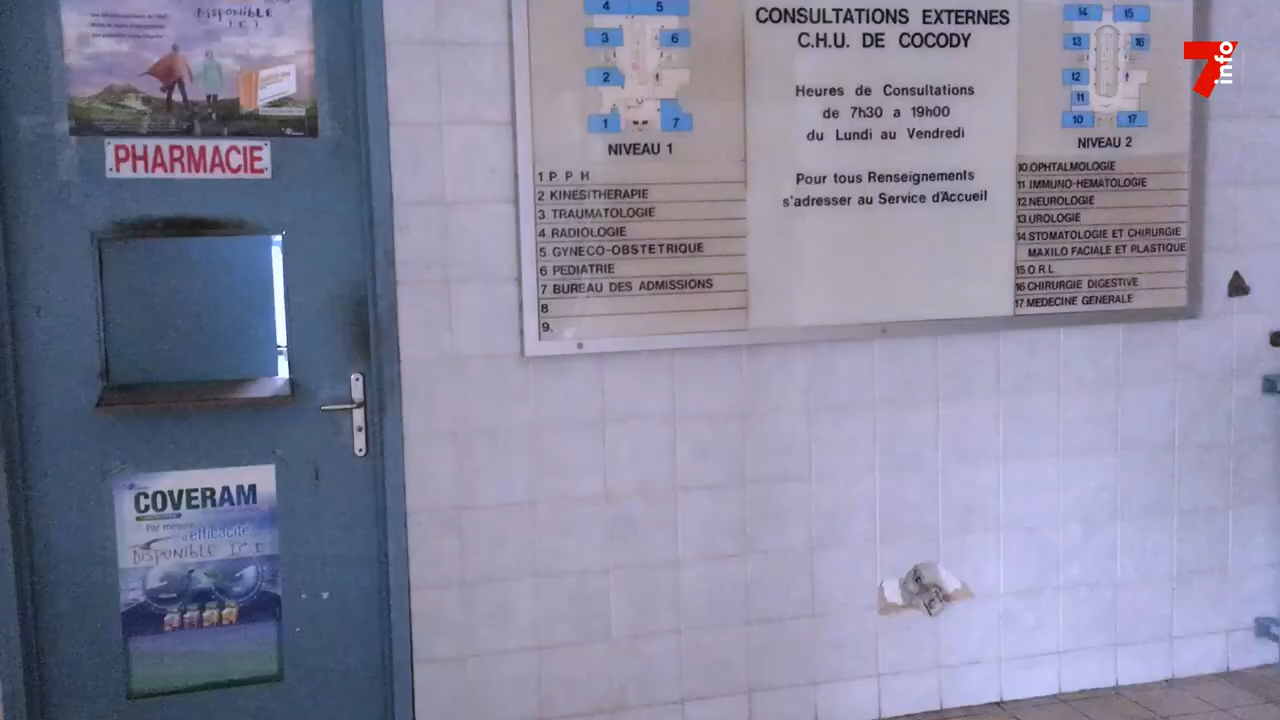 DISPONIBLE
ICI
PHARMACIE
COVERAM
Par mesure
d'efficacité
DISPONIBLE ICI
4 5
3 6
2
1 7
NIVEAU 1
1 P. P H
2 KINESITHERAPIE
3 TRAUMATOLOGIE
4 RADIOLOGIE
5 GYNECO-OBSTETRIQUE
6 PEDIATRIE
7 BUREAU DES ADMISSIONS
8
9.
CONSULTATIONS EXTERNES
C.H.U. DE COCODY
Heures de Consultations
de 7h30 a 19h00
du Lundi au Vendredi
Pour tous Renseignements
s'adresser au Service d'Accueil
14 15
13 16
12
11
10 17
NIVEAU 2
10 OPHTALMOLOGIE
11 IMMUNO-HEMATOLOGIE
12 NEUROLOGIE
13 UROLOGIE
14 STOMATOLOGIE ET CHIRURGIE
MAXILO FACIALE ET PLASTIQUE
15 O R L
16 CHIRURGIE DIGESTIVE
17 MEDECINE GENERALE
7info